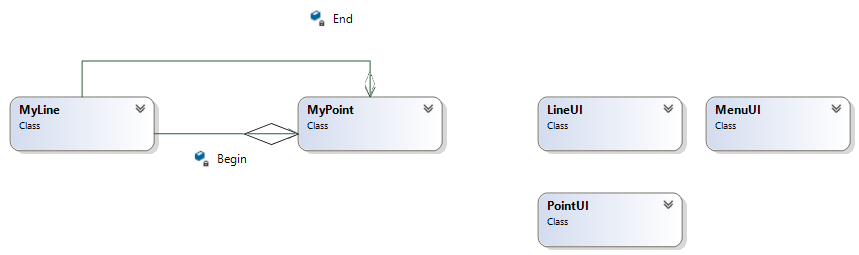 End
MyLine
Class
MyPoint
Class
LineUI
Class
MenuUI
Class
Begin
PointUI
Class